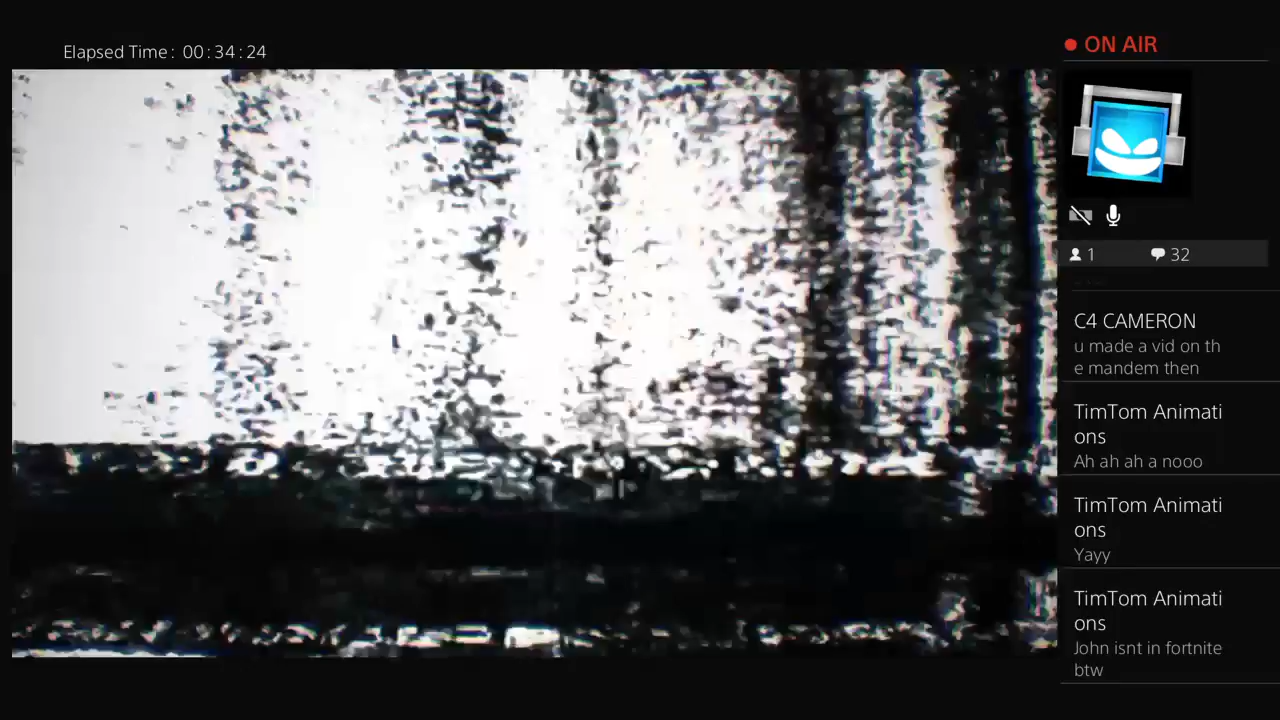 Elapsed Time: 00:34:24
ON AIR
1 32
C4 CAMERON
u made a vid on th
e mandem then
TimTom Animati
ons
Ah ah ah a nooo
TimTom Animati
ons
Yayy
TimTom Animati
ons
John isnt in fortnite
btw